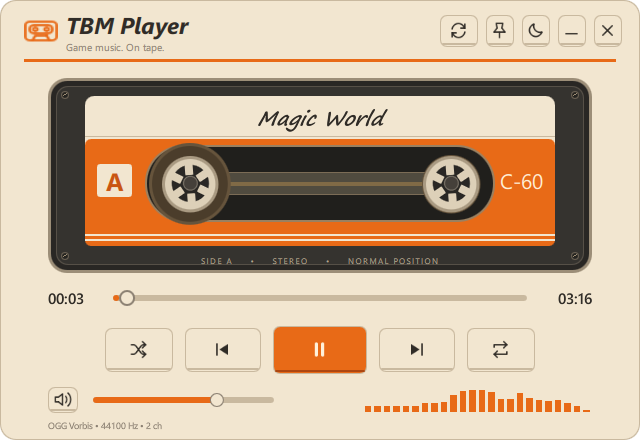 TBM Player
Game music. On tape.
Magic World
A
C-60
SIDE A • STEREO • NORMAL POSITION
00:03
03:16
OGG Vorbis • 44100 Hz • 2 ch